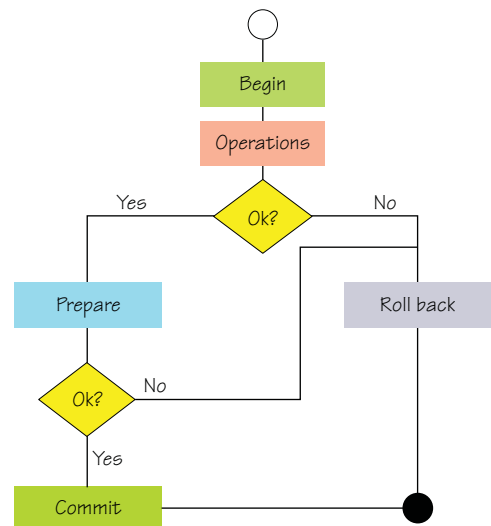 Begin
Operations
Yes
Ok?
No
Prepare
Roll back
Ok?
No
Yes
Commit